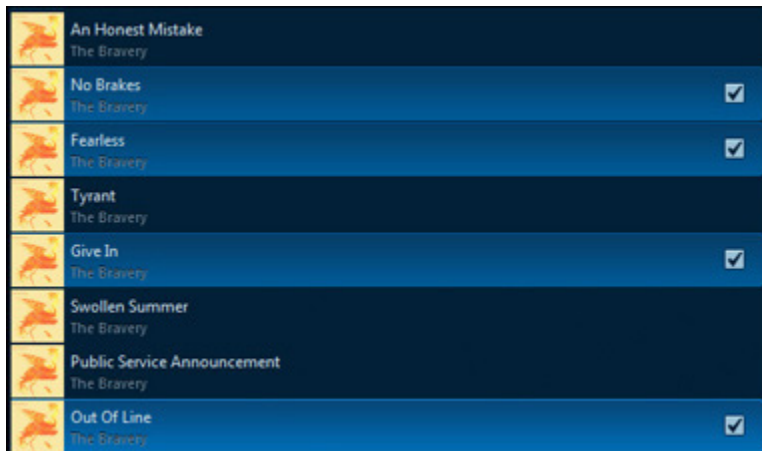 An Honest Mistake
The Bravery
No Brakes
The Bravery
Fearless
The Bravery
Tyrant
The Bravery
Give In
The Bravery
Swollen Summer
The Bravery
Public Service Announcement
The Bravery
Out Of Line
The Bravery